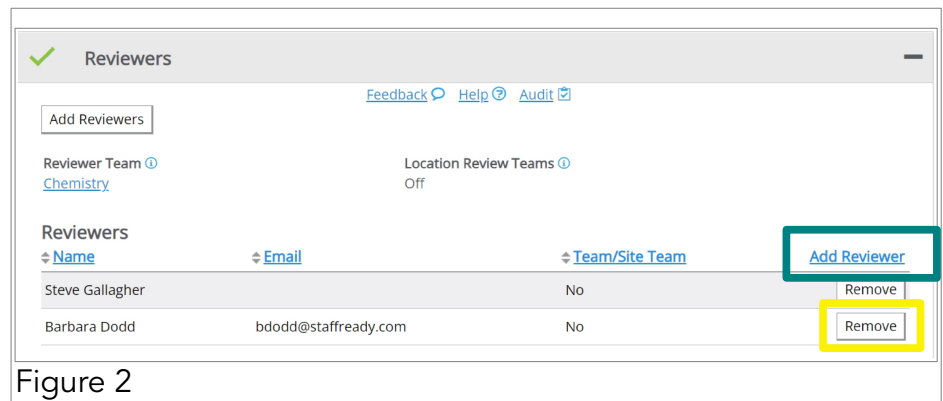 Reviewers
Feedback Help Audit
Add Reviewers
Reviewer Team Location Review Teams
Chemistry Off
Reviewers
Name Email Team/Site Team Add Reviewer
Steve Gallagher No Remove
Barbara Dodd bdodd@staffready.com No Remove
Figure 2